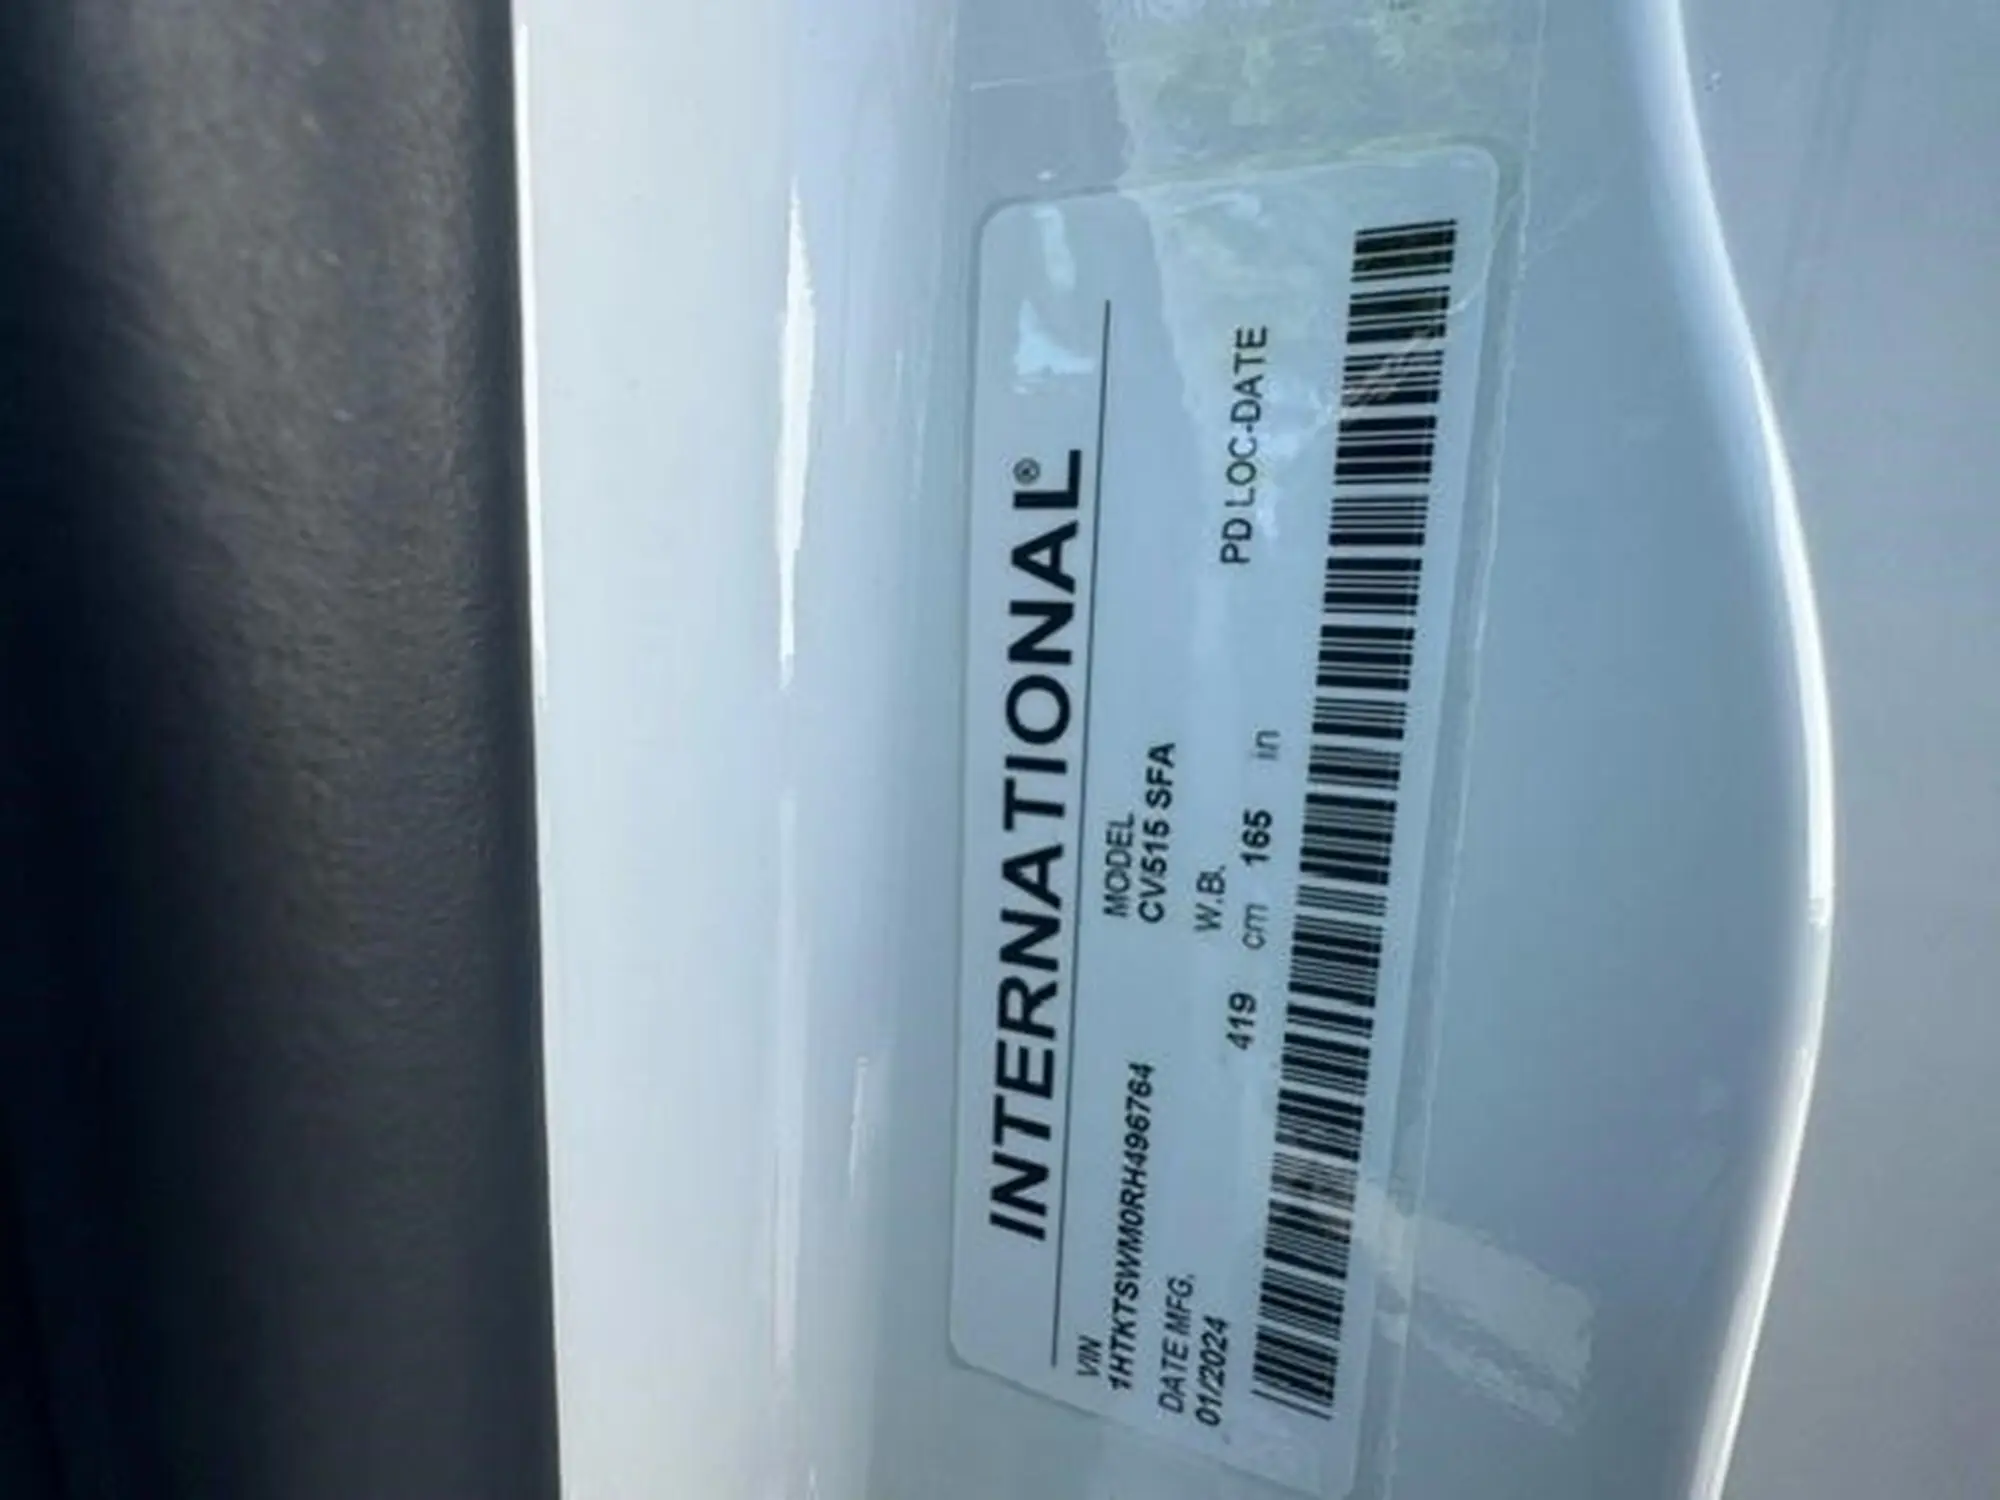 INTERNATIONAL®
VIN MODEL
1HTKTSWM0RH496764 CV515 SFA
DATE MFG. W.B. PD LOC-DATE
01/2024 419 cm 165 in